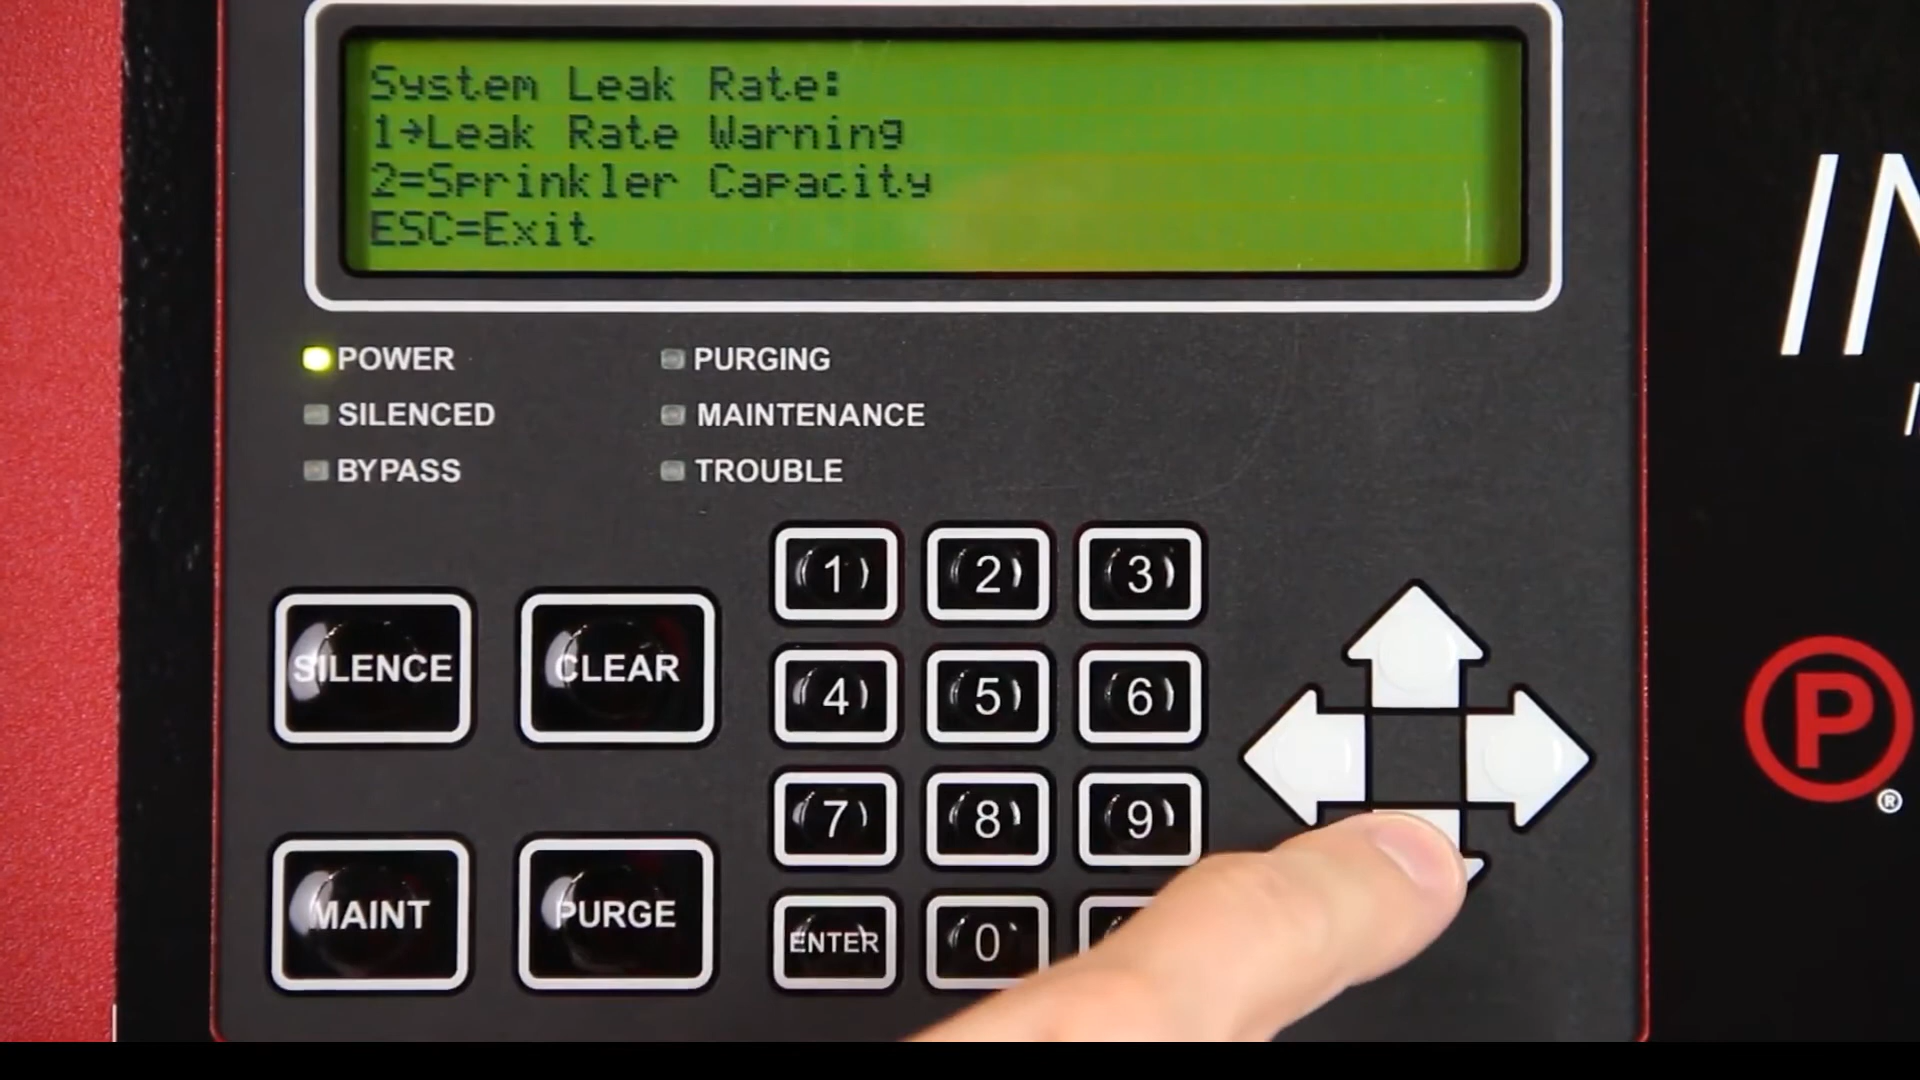 System Leak Rate:
1→Leak Rate Warning
2=Sprinkler Capacity
ESC=Exit
POWER
PURGING
SILENCED
MAINTENANCE
BYPASS
TROUBLE
1 2 3
SILENCE CLEAR
4 5 6
7 8 9
MAINT PURGE
ENTER 0
P
®